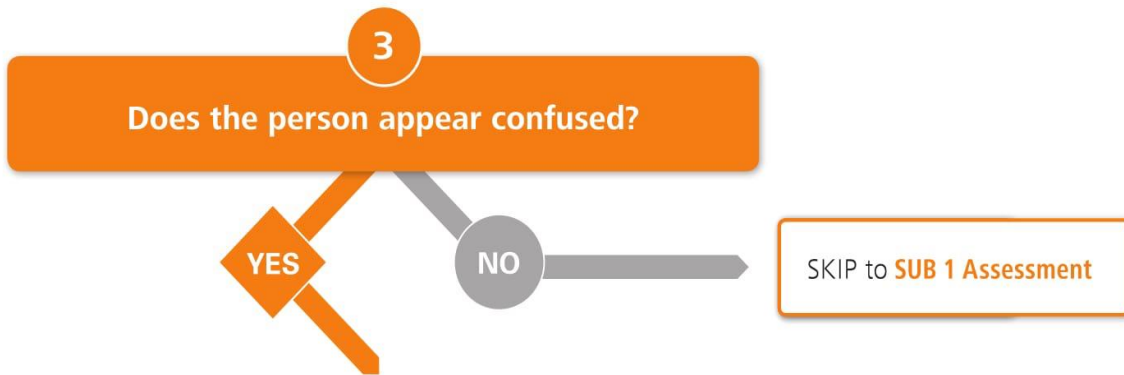 3
Does the person appear confused?
YES
NO
SKIP to SUB 1 Assessment